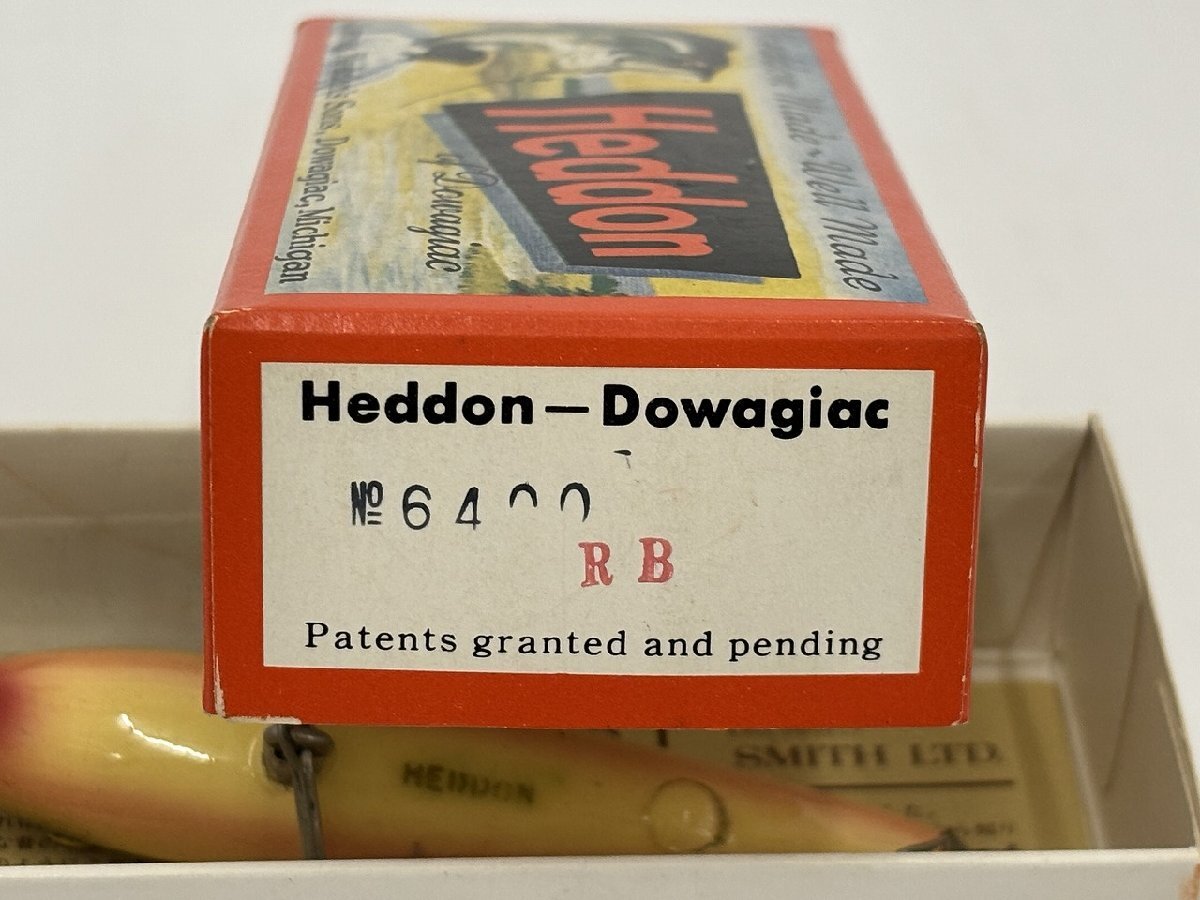 Heddon Made ~ Well Made
Heddon
of Dowagiac
Sons, Dowagiac, Michigan
Heddon—Dowagiac
№ 6400
R B
Patents granted and pending
HEDDON
SMITH LTD.